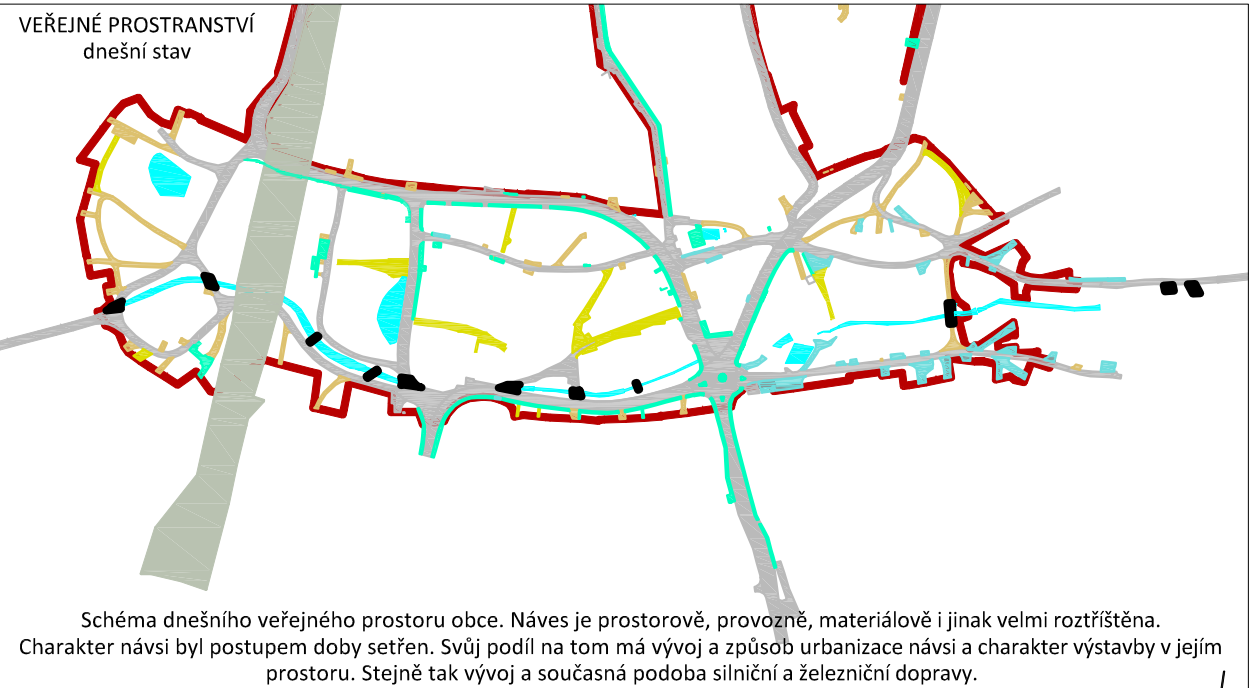 VEŘEJNÉ PROSTRANSTVÍ
dnešní stav
Schéma dnešního veřejného prostoru obce. Náves je prostorově, provozně, materiálově i jinak velmi roztříštěna.
Charakter návsi byl postupem doby setřen. Svůj podíl na tom má vývoj a způsob urbanizace návsi a charakter výstavby v jejím
prostoru. Stejně tak vývoj a současná podoba silniční a železniční dopravy.